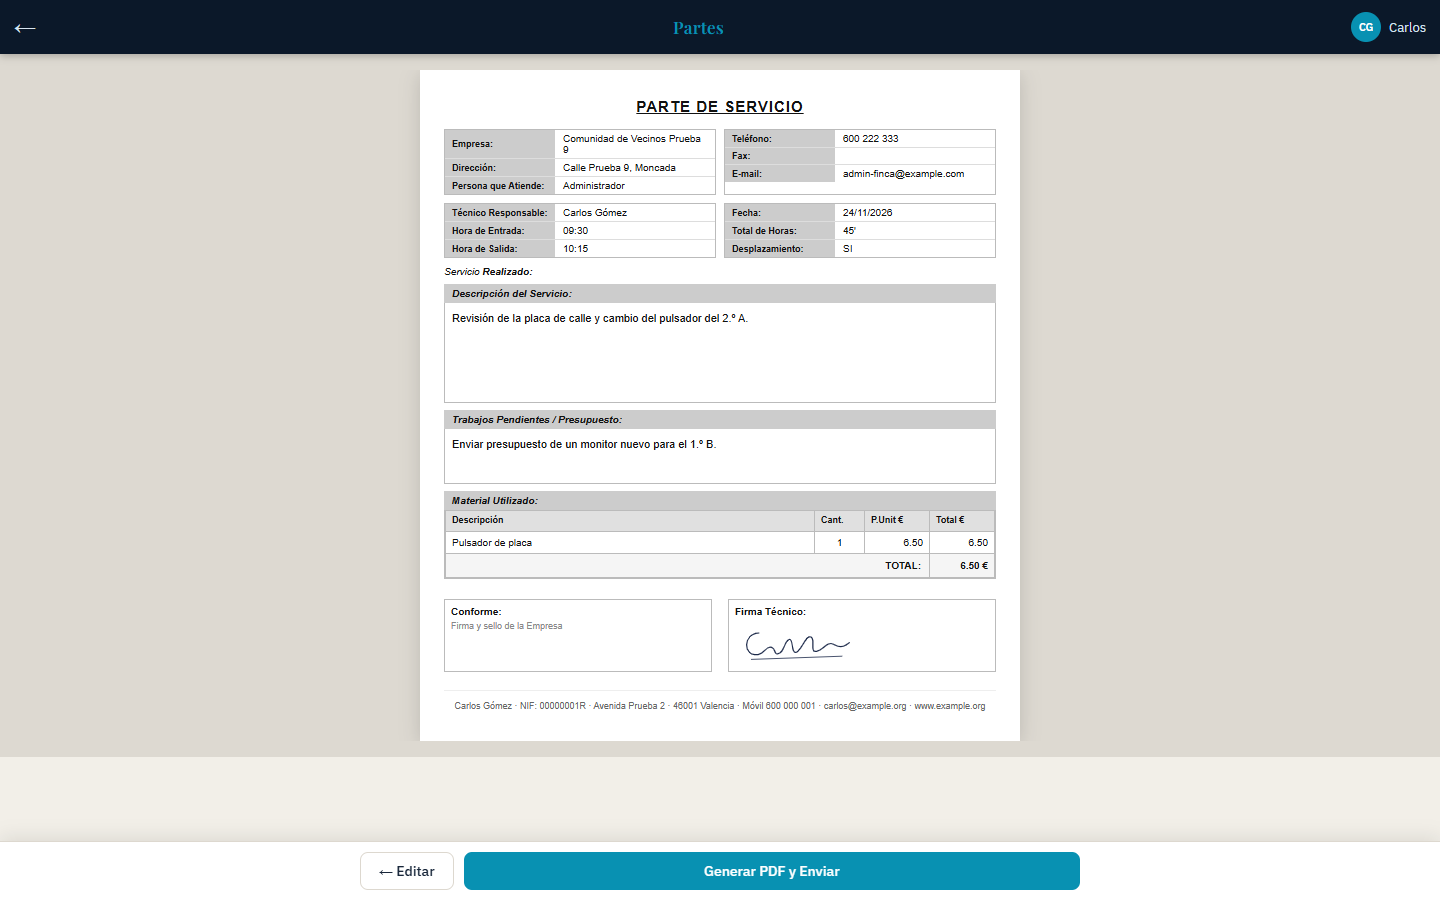 ←
Partes
CG Carlos
PARTE DE SERVICIO
Empresa: Comunidad de Vecinos Prueba
9
Dirección: Calle Prueba 9, Moncada
Persona que Atiende: Administrador
Teléfono: 600 222 333
Fax:
E-mail: admin-finca@example.com
Técnico Responsable: Carlos Gómez
Hora de Entrada: 09:30
Hora de Salida: 10:15
Fecha: 24/11/2026
Total de Horas: 45'
Desplazamiento: SI
Servicio Realizado:
Descripción del Servicio:
Revisión de la placa de calle y cambio del pulsador del 2.º A.
Trabajos Pendientes / Presupuesto:
Enviar presupuesto de un monitor nuevo para el 1.º B.
Material Utilizado:
Descripción Cant. P.Unit € Total €
Pulsador de placa 1 6.50 6.50
TOTAL: 6.50 €
Conforme:
Firma y sello de la Empresa
Firma Técnico:
Carlos Gómez · NIF: 00000001R · Avenida Prueba 2 · 46001 Valencia · Móvil 600 000 001 · carlos@example.org · www.example.org
← Editar
Generar PDF y Enviar